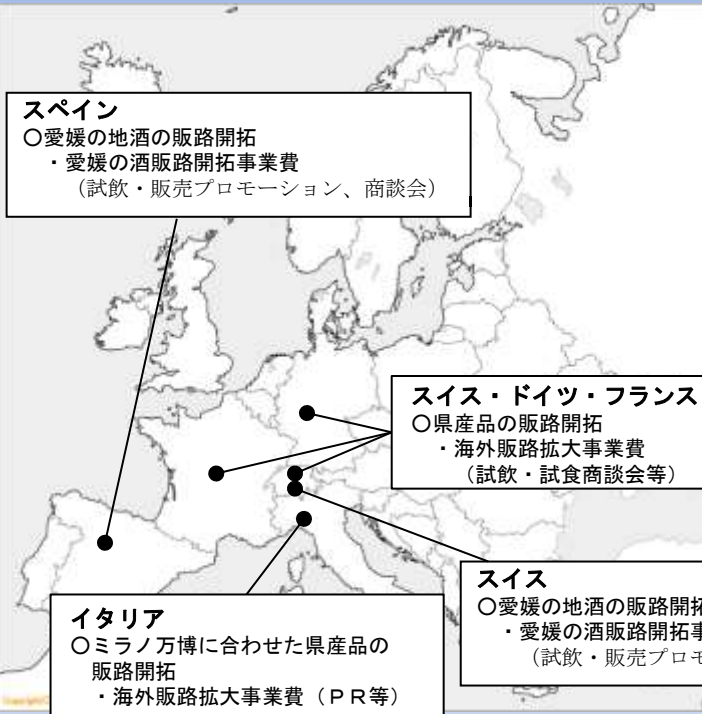 スペイン
〇愛媛の地酒の販路開拓
・愛媛の酒販路開拓事業費
（試飲・販売プロモーション、商談会）
スイス・ドイツ・フランス
〇県産品の販路開拓
・海外販路拡大事業費
（試飲・試食商談会等）
スイス
〇愛媛の地酒の販路開拓
・愛媛の酒販路開拓事
（試飲・販売プロモ
イタリア
〇ミラノ万博に合わせた県産品の
販路開拓
・海外販路拡大事業費（ＰＲ等）